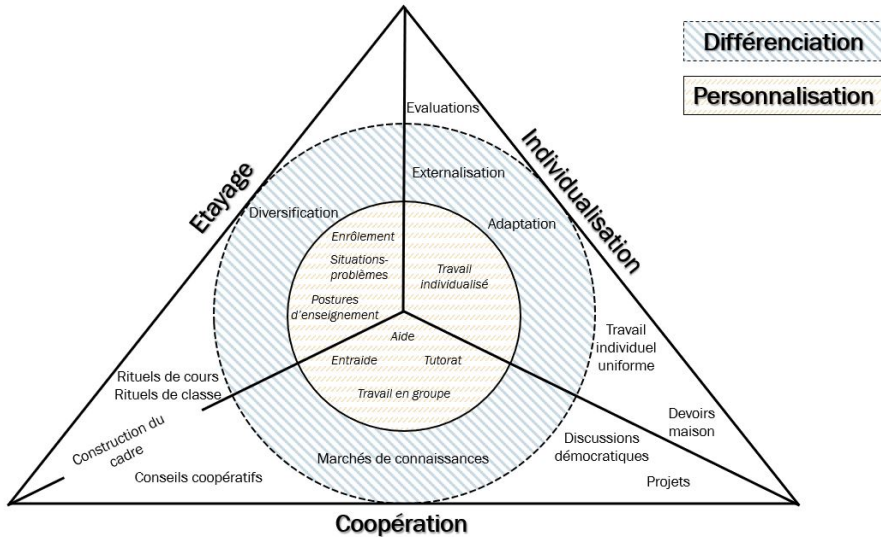 Différenciation
Personnalisation
Evaluations
Etayage
Individualisation
Externalisation
Diversification
Adaptation
Enrôlement
Situations-
problèmes
Travail
individualisé
Postures
d'enseignement
Aide
Entraide
Tutorat
Travail en groupe
Travail
individuel
uniforme
Rituels de cours
Rituels de classe
Construction du
cadre
Devoirs
maison
Discussions
démocratiques
Marchés de connaissances
Conseils coopératifs
Projets
Coopération